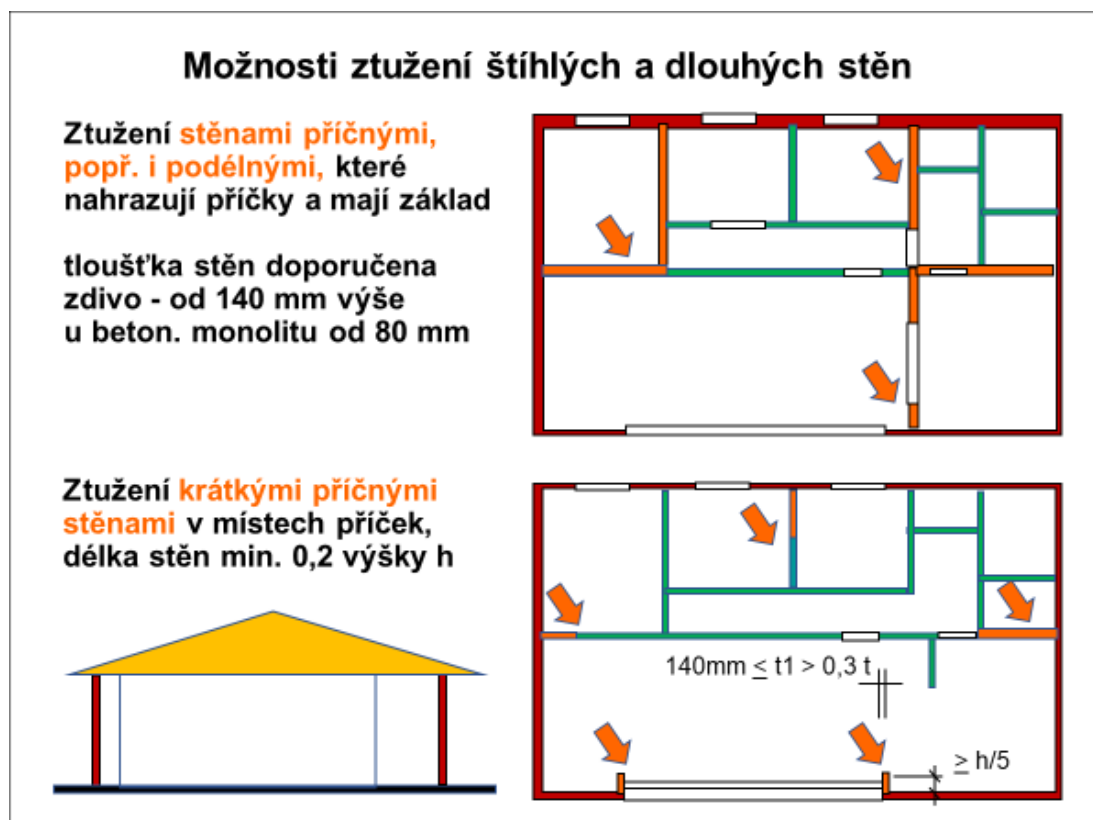 Možnosti ztužení štíhlých a dlouhých stěn
Ztužení stěnami příčnými,
popř. i podélnými, které
nahrazují příčky a mají základ
tloušťka stěn doporučena
zdivo - od 140 mm výše
u beton. monolitu od 80 mm
Ztužení krátkými příčnými
stěnami v místech příček,
délka stěn min. 0,2 výšky h
140mm ≤ t1 > 0,3 t
≥ h/5